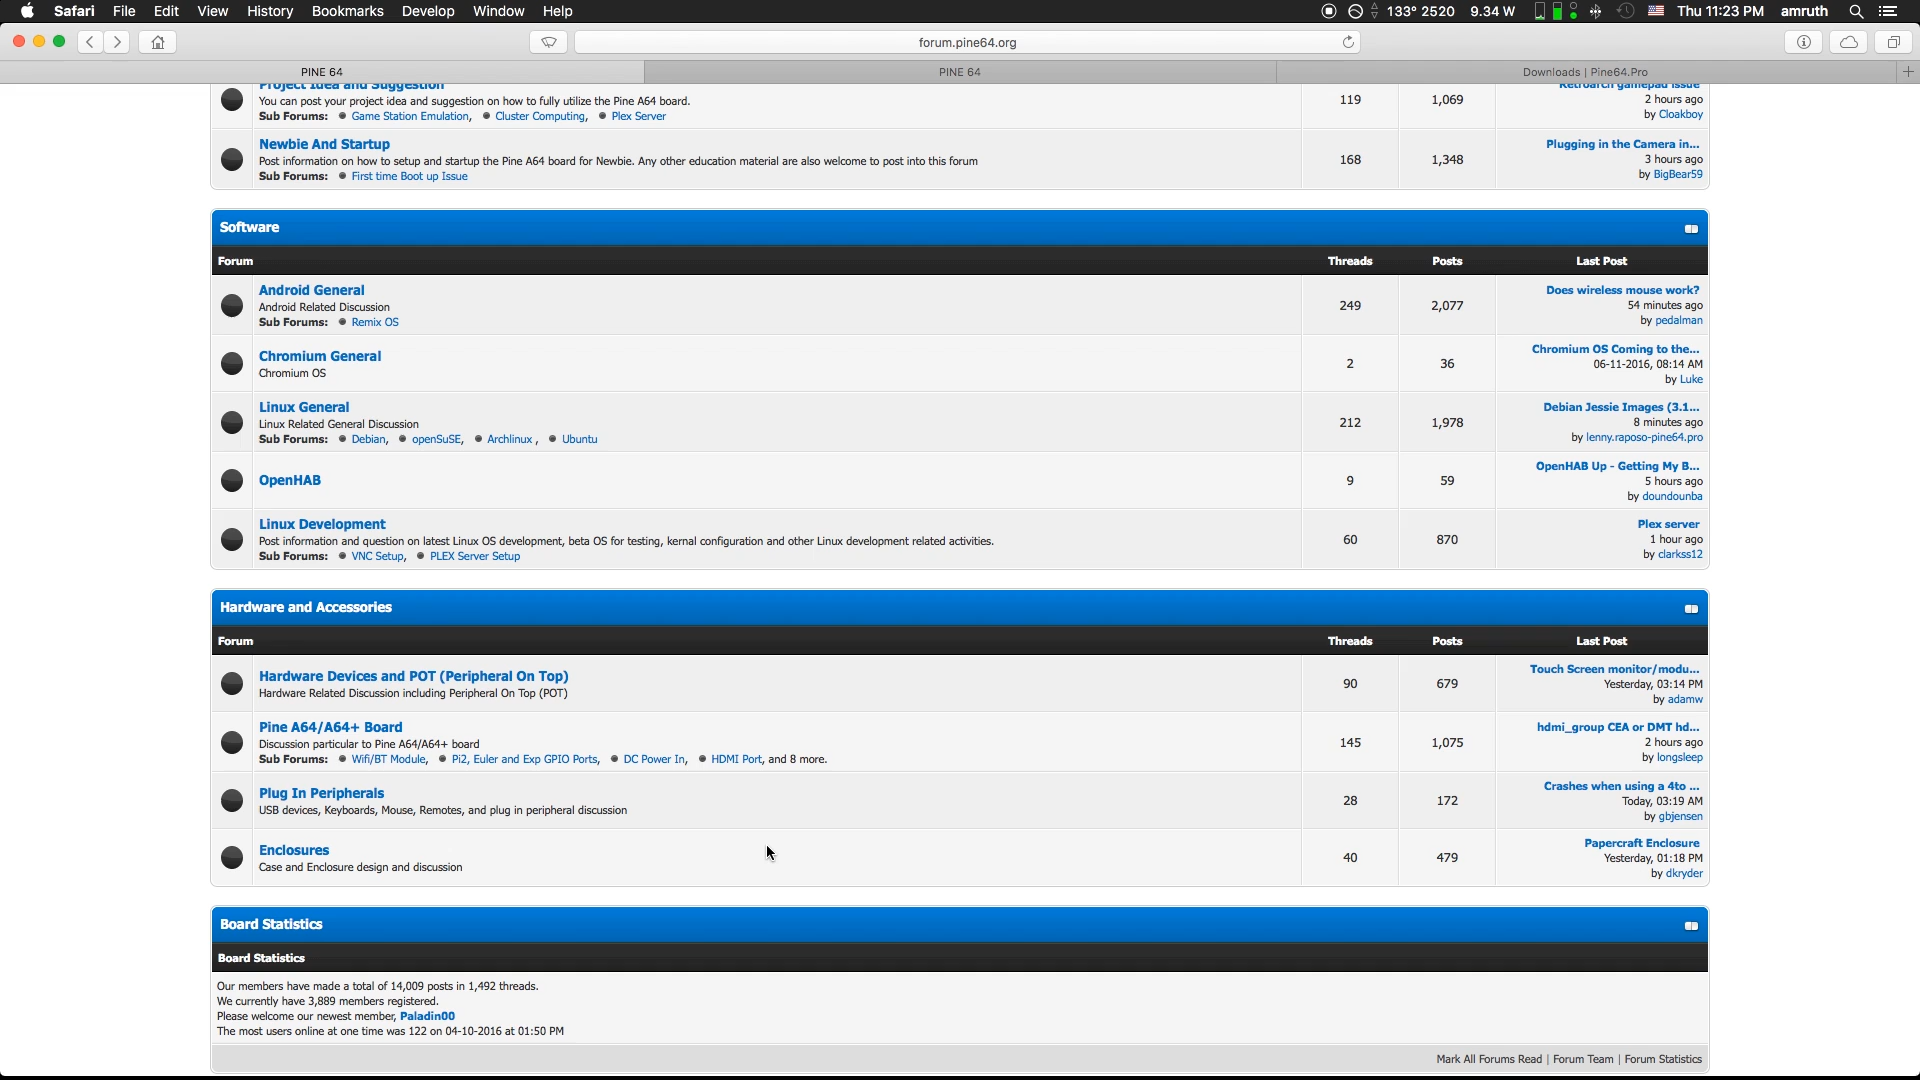 Safari File Edit View History Bookmarks Develop Window Help 133° 2520 9.34 W Thu 11:23 PM amruth
forum.pine64.org
PINE 64 PINE 64 Downloads | Pine64.Pro
Project Idea and Suggestion
You can post your project idea and suggestion on how to fully utilize the Pine A64 board.
Sub Forums: Game Station Emulation, Cluster Computing, Plex Server
119 1,069
Retroarch gamepad issue
2 hours ago
by Cloakboy
Newbie And Startup
Post information on how to setup and startup the Pine A64 board for Newbie. Any other education material are also welcome to post into this forum
Sub Forums: First time Boot up Issue
168 1,348
Plugging in the Camera in...
3 hours ago
by BigBear59
Software
Forum Threads Posts Last Post
Android General
Android Related Discussion
Sub Forums: Remix OS
249 2,077
Does wireless mouse work?
54 minutes ago
by pedalman
Chromium General
Chromium OS
2 36
Chromium OS Coming to the...
06-11-2016, 08:14 AM
by Luke
Linux General
Linux Related General Discussion
Sub Forums: Debian, openSuSE, Archlinux , Ubuntu
212 1,978
Debian Jessie Images (3.1...
8 minutes ago
by lenny.raposo-pine64.pro
OpenHAB
9 59
OpenHAB Up - Getting My B...
5 hours ago
by doundounba
Linux Development
Post information and question on latest Linux OS development, beta OS for testing, kernal configuration and other Linux development related activities.
Sub Forums: VNC Setup, PLEX Server Setup
60 870
Plex server
1 hour ago
by clarkss12
Hardware and Accessories
Forum Threads Posts Last Post
Hardware Devices and POT (Peripheral On Top)
Hardware Related Discussion including Peripheral On Top (POT)
90 679
Touch Screen monitor/modu...
Yesterday, 03:14 PM
by adamw
Pine A64/A64+ Board
Discussion particular to Pine A64/A64+ board
Sub Forums: Wifi/BT Module, Pi2, Euler and Exp GPIO Ports, DC Power In, HDMI Port, and 8 more.
145 1,075
hdmi_group CEA or DMT hd...
2 hours ago
by longsleep
Plug In Peripherals
USB devices, Keyboards, Mouse, Remotes, and plug in peripheral discussion
28 172
Crashes when using a 4to ...
Today, 03:19 AM
by gbjensen
Enclosures
Case and Enclosure design and discussion
40 479
Papercraft Enclosure
Yesterday, 01:18 PM
by dkryder
Board Statistics
Board Statistics
Our members have made a total of 14,009 posts in 1,492 threads.
We currently have 3,889 members registered.
Please welcome our newest member, Paladin00
The most users online at one time was 122 on 04-10-2016 at 01:50 PM
Mark All Forums Read | Forum Team | Forum Statistics